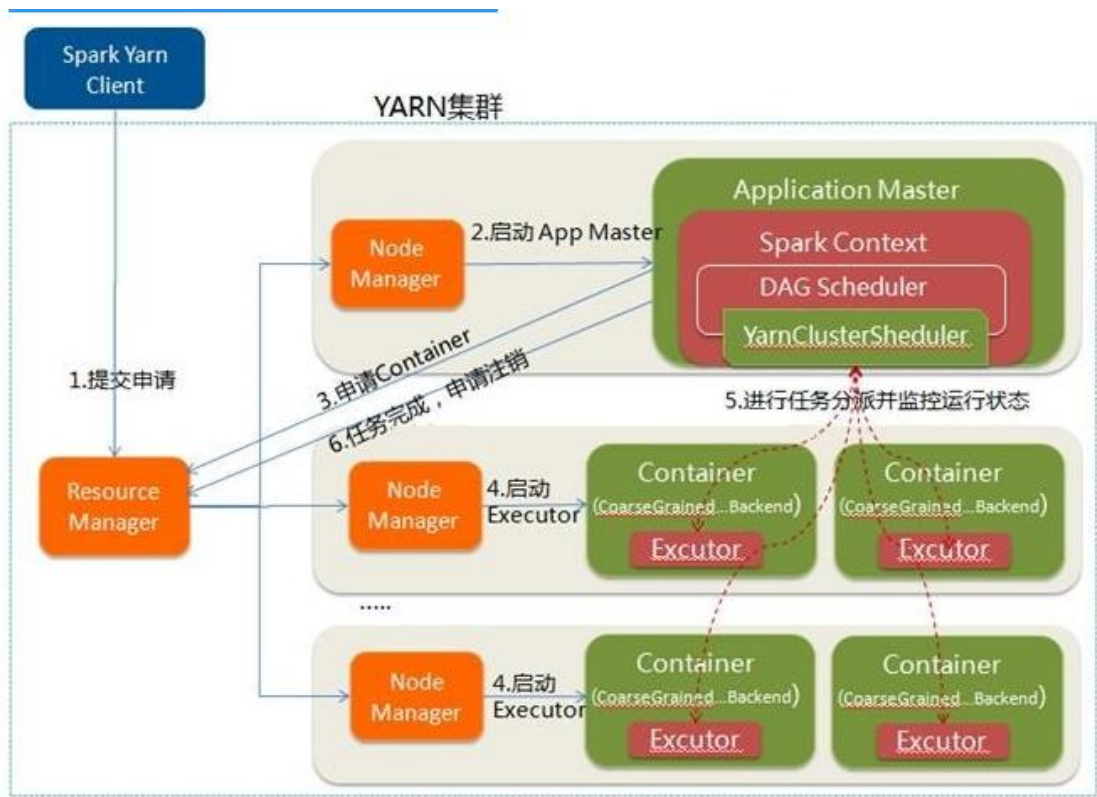 Spark Yarn
Client
YARN集群
Application Master
Spark Context
DAG Scheduler
YarnClusterSheduler
Node
Manager
2.启动 App Master
1.提交申请
3.申请Container
6.任务完成，申请注销
5.进行任务分派并监控运行状态
Resource
Manager
Node
Manager
4.启动
Executor
Container
(CoarseGrained...Backend)
Excutor
Container
(CoarseGrained...Backend)
Excutor
.....
Node
Manager
4.启动
Executor
Container
(CoarseGrained...Backend)
Excutor
Container
(CoarseGrained...Backend)
Excutor